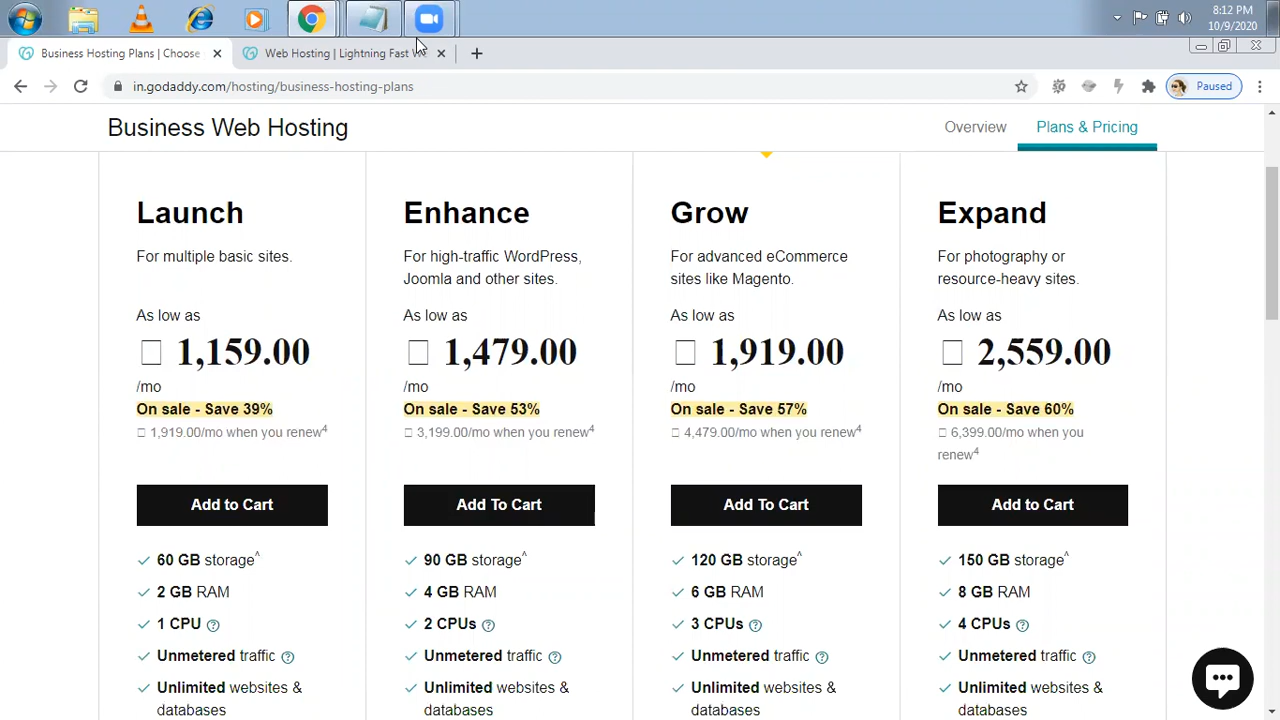 8:12 PM
10/9/2020
Business Hosting Plans | Choose
Web Hosting | Lightning Fast W
in.godaddy.com/hosting/business-hosting-plans
Paused
Business Web Hosting
Overview
Plans & Pricing
Launch
For multiple basic sites.
As low as
□ 1,159.00
/mo
On sale - Save 39%
□ 1,919.00/mo when you renew4
Add to Cart
60 GB storage^
2 GB RAM
1 CPU ?
Unmetered traffic ?
Unlimited websites &
databases
Enhance
For high-traffic WordPress,
Joomla and other sites.
As low as
□ 1,479.00
/mo
On sale - Save 53%
□ 3,199.00/mo when you renew4
Add To Cart
90 GB storage^
4 GB RAM
2 CPUs ?
Unmetered traffic ?
Unlimited websites &
databases
Grow
For advanced eCommerce
sites like Magento.
As low as
□ 1,919.00
/mo
On sale - Save 57%
□ 4,479.00/mo when you renew4
Add To Cart
120 GB storage^
6 GB RAM
3 CPUs ?
Unmetered traffic ?
Unlimited websites &
databases
Expand
For photography or
resource-heavy sites.
As low as
□ 2,559.00
/mo
On sale - Save 60%
□ 6,399.00/mo when you
renew4
Add to Cart
150 GB storage^
8 GB RAM
4 CPUs ?
Unmetered traffic ?
Unlimited websites &
databases